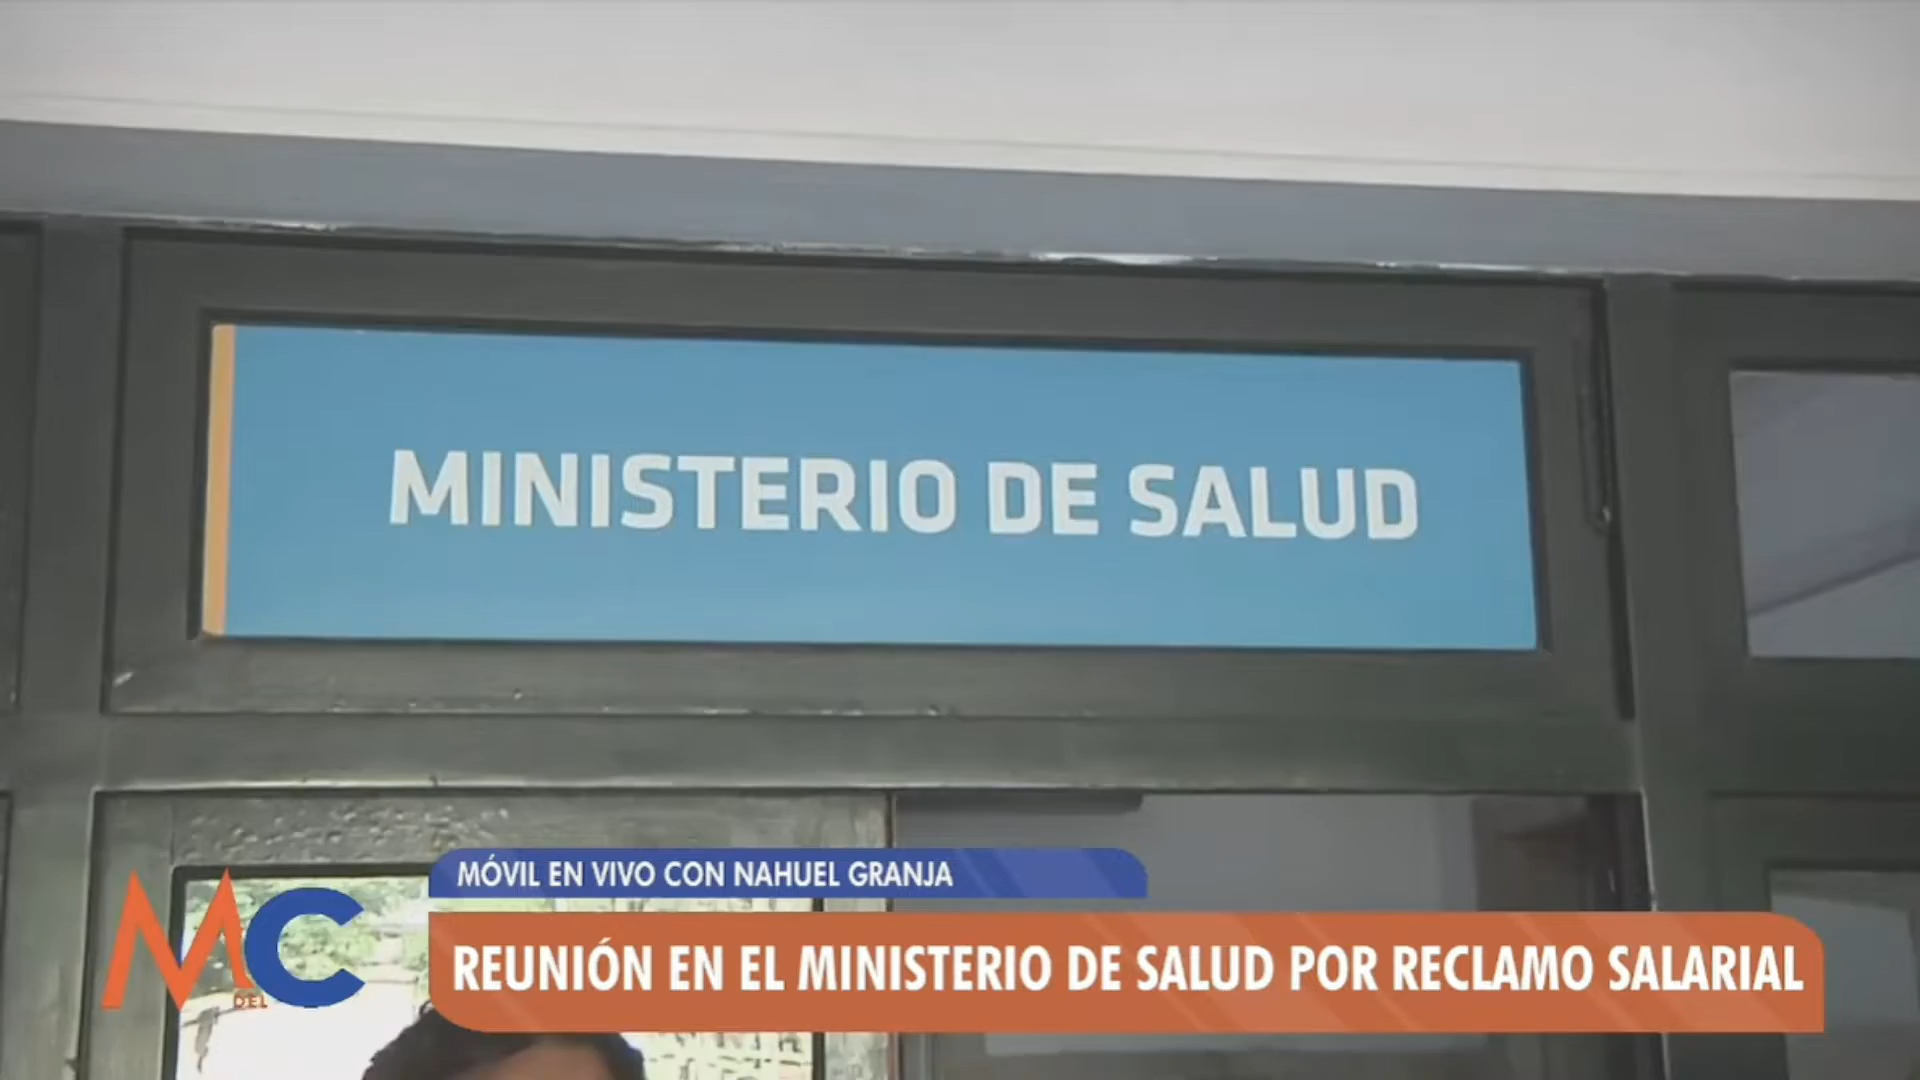 MINISTERIO DE SALUD
MÓVIL EN VIVO CON NAHUEL GRANJA
M DEL C
REUNIÓN EN EL MINISTERIO DE SALUD POR RECLAMO SALARIAL